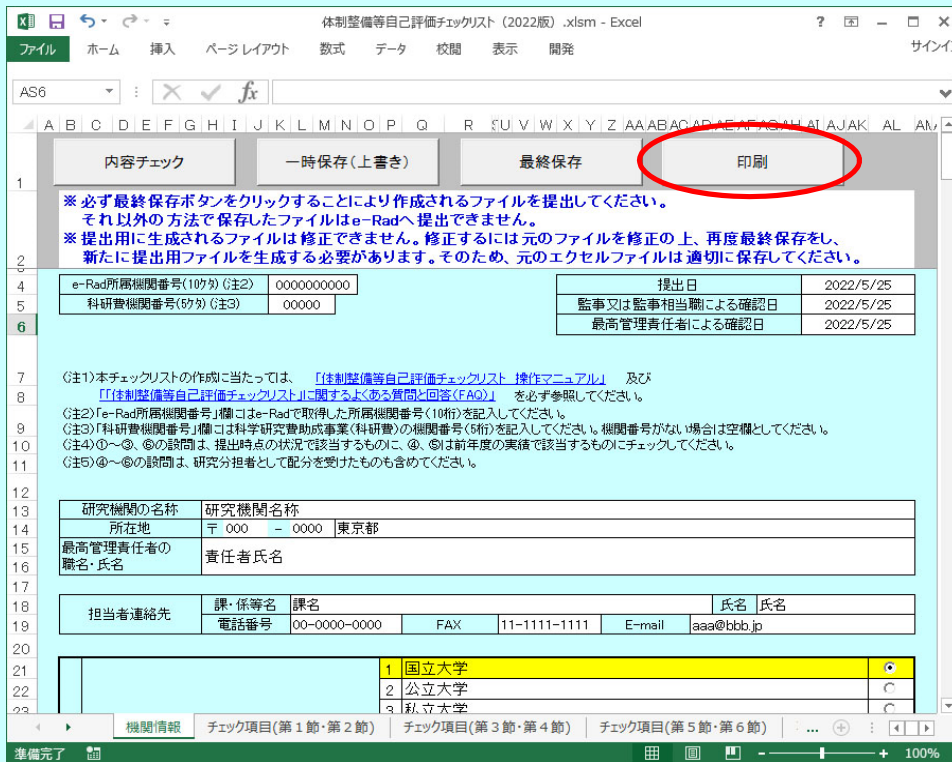 体制整備等自己評価チェックリスト（2022版）.xlsm - Excel
ファイル ホーム 挿入 ページ レイアウト 数式 データ 校閲 表示 開発 サインイ
AS6 fx
A B C D E F G H I J K L M N O P Q R S U V W X Y Z AA AB AC AD AE AF AG AH AI AJ AK AL AM
1 内容チェック 一時保存(上書き) 最終保存 印刷
※必ず最終保存ボタンをクリックすることにより作成されるファイルを提出してください。
それ以外の方法で保存したファイルはe-Radへ提出できません。
※提出用に生成されるファイルは修正できません。修正するには元のファイルを修正の上、再度最終保存をし、
2 新たに提出用ファイルを生成する必要があります。そのため、元のエクセルファイルは適切に保存してください。
4 e-Rad所属機関番号(10ケタ)(注2) 0000000000 提出日 2022/5/25
5 科研費機関番号(5ケタ)(注3) 00000 監事又は監事相当職による確認日 2022/5/25
6 最高管理責任者による確認日 2022/5/25
7 (注1)本チェックリストの作成に当たっては、 「体制整備等自己評価チェックリスト 操作マニュアル」 及び
8 「「体制整備等自己評価チェックリスト」に関するよくある質問と回答(FAQ)」 を必ず参照してください。
(注2)「e-Rad所属機関番号」欄にはe-Radで取得した所属機関番号(10桁)を記入してください。
9 (注3)「科研費機関番号」欄には科学研究費助成事業(科研費)の機関番号(5桁)を記入してください。機関番号がない場合は空欄としてください。
10 (注4)①～③、⑥の設問は、提出時点の状況で該当するものに、④、⑤は前年度の実績で該当するものにチェックしてください。
11 (注5)④～⑥の設問は、研究分担者として配分を受けたものも含めてください。
12
13 研究機関の名称 研究機関名称
14 所在地 〒 000 - 0000 東京都
15 最高管理責任者の
16 職名・氏名 責任者氏名
17
18 担当者連絡先 課・係等名 課名 氏名 氏名
19 電話番号 00-0000-0000 FAX 11-1111-1111 E-mail aaa@bbb.jp
20
21 1 国立大学
22 2 公立大学
23 3 私立大学
機関情報 チェック項目(第1節・第2節) チェック項目(第3節・第4節) チェック項目(第5節・第6節) ...
準備完了 100%